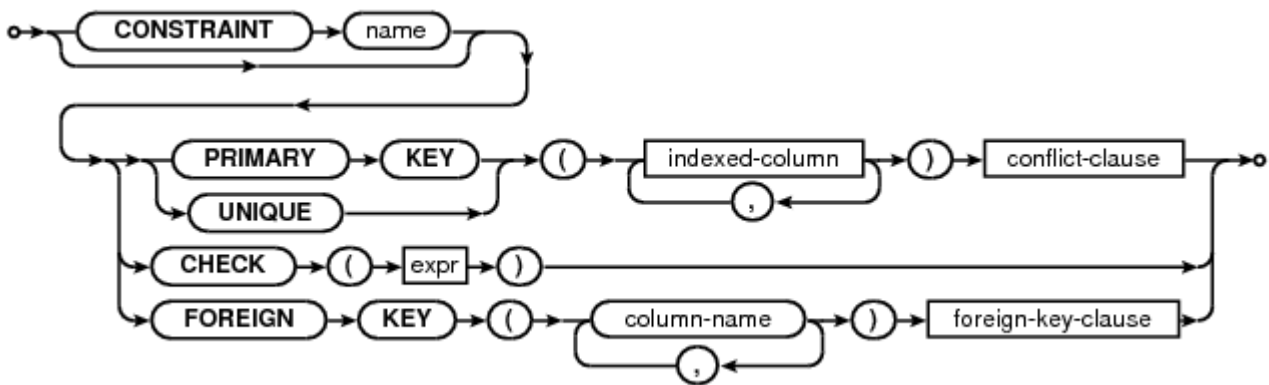 CONSTRAINT name
PRIMARY KEY ( indexed-column ) conflict-clause
UNIQUE ,
CHECK ( expr )
FOREIGN KEY ( column-name ) foreign-key-clause
,